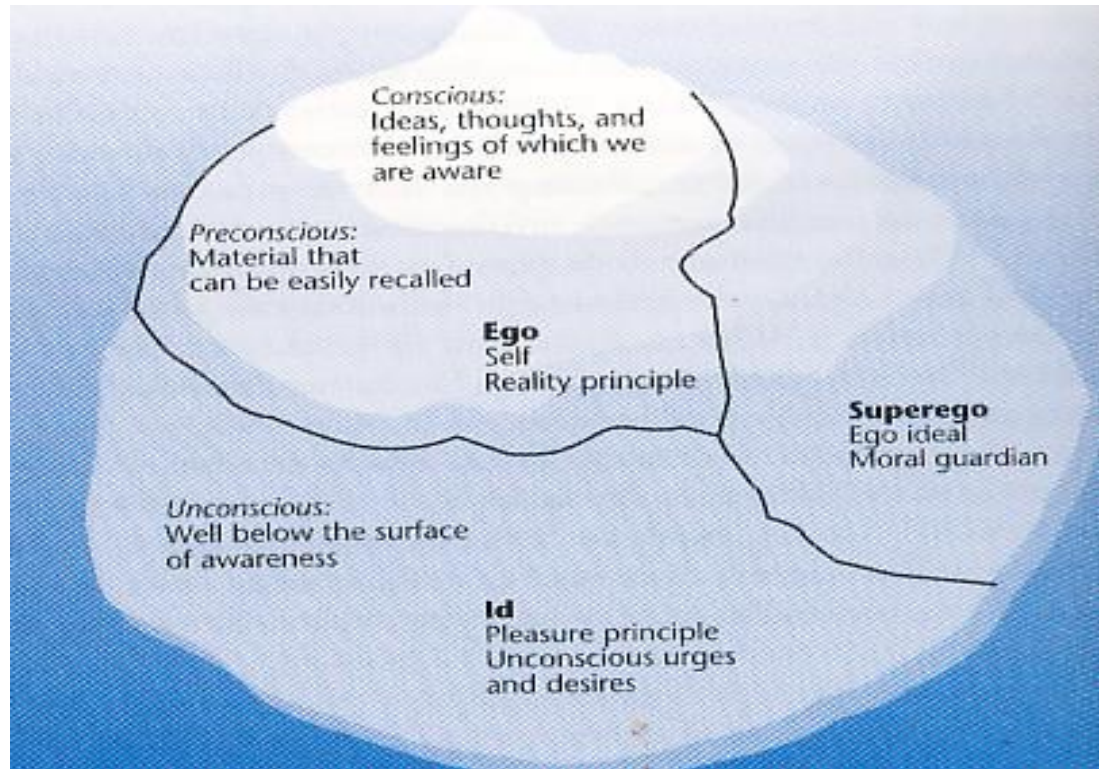 Conscious:
Ideas, thoughts, and
feelings of which we
are aware
Preconscious:
Material that
can be easily recalled
Ego
Self
Reality principle
Superego
Ego ideal
Moral guardian
Unconscious:
Well below the surface
of awareness
Id
Pleasure principle
Unconscious urges
and desires